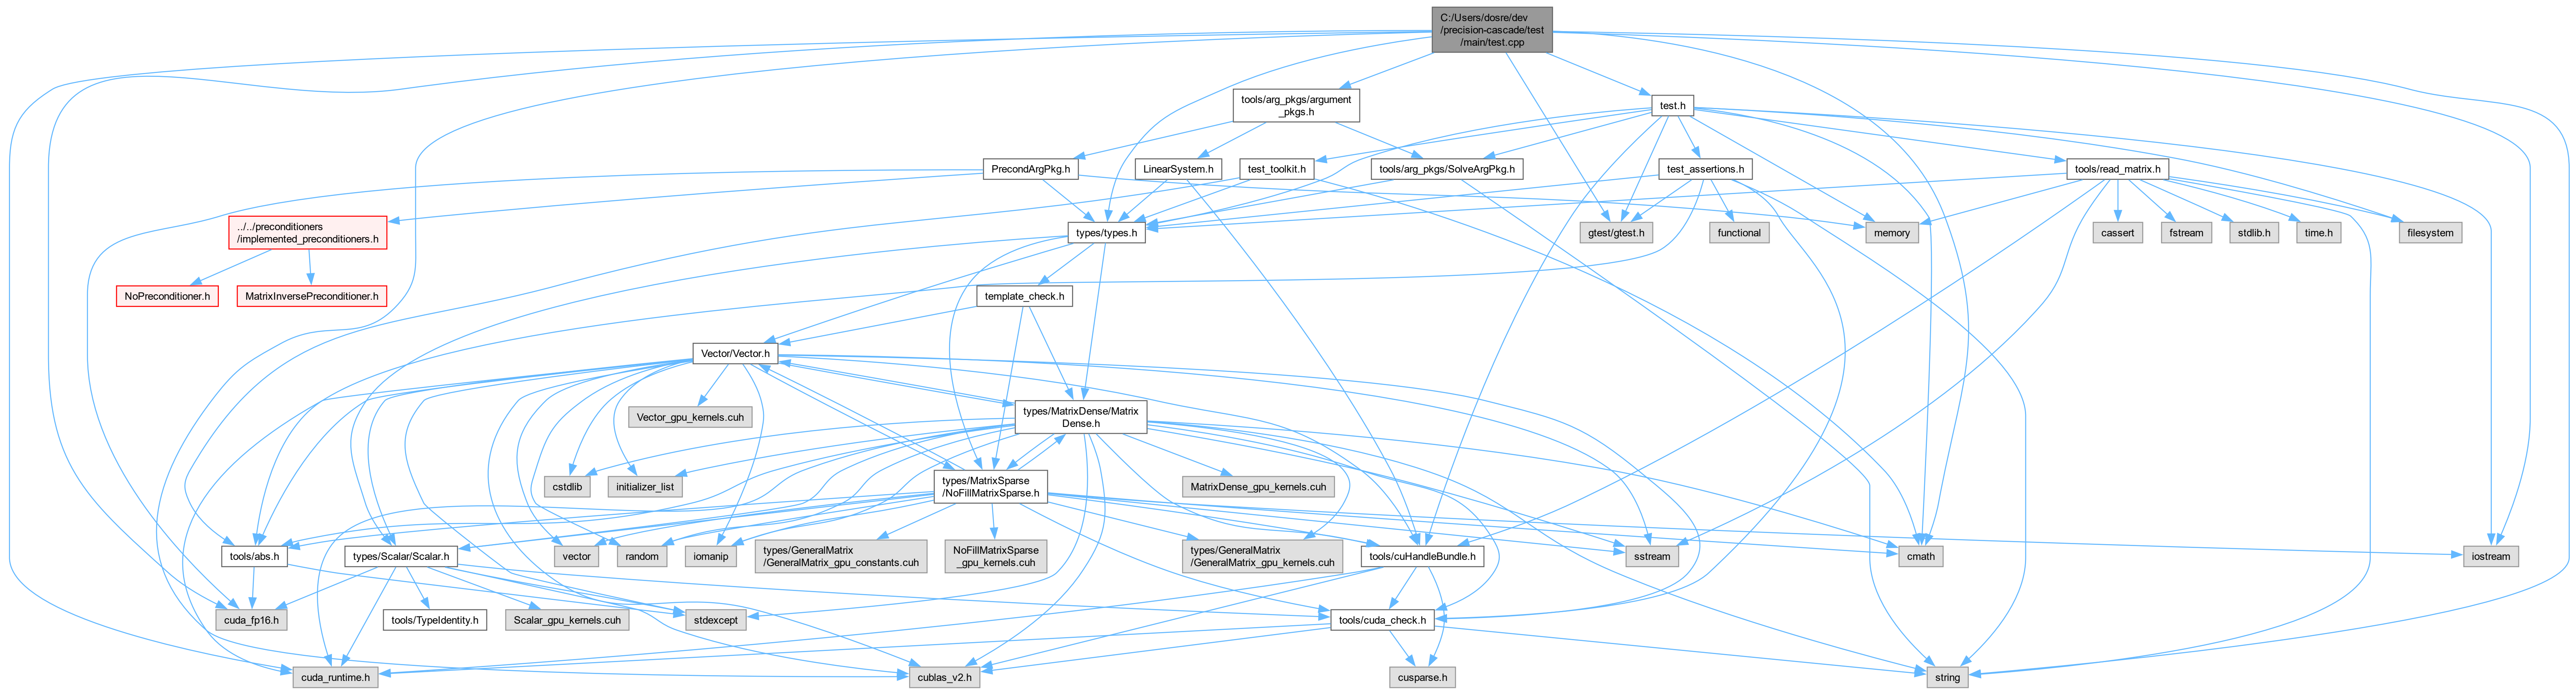 C:/Users/dosre/dev
/precision-cascade/test
/main/test.cpp
tools/arg_pkgs/argument
_pkgs.h
test.h
PrecondArgPkg.h
LinearSystem.h
test_toolkit.h
tools/arg_pkgs/SolveArgPkg.h
test_assertions.h
tools/read_matrix.h
../../preconditioners
/implemented_preconditioners.h
types/types.h
gtest/gtest.h
functional
memory
cassert
fstream
stdlib.h
time.h
filesystem
NoPreconditioner.h
MatrixInversePreconditioner.h
template_check.h
Vector/Vector.h
Vector_gpu_kernels.cuh
types/MatrixDense/Matrix
Dense.h
cstdlib
initializer_list
types/MatrixSparse
/NoFillMatrixSparse.h
MatrixDense_gpu_kernels.cuh
tools/abs.h
types/Scalar/Scalar.h
vector
random
iomanip
types/GeneralMatrix
/GeneralMatrix_gpu_constants.cuh
NoFillMatrixSparse
_gpu_kernels.cuh
types/GeneralMatrix
/GeneralMatrix_gpu_kernels.cuh
tools/cuHandleBundle.h
sstream
cmath
iostream
cuda_fp16.h
tools/TypeIdentity.h
Scalar_gpu_kernels.cuh
stdexcept
tools/cuda_check.h
cuda_runtime.h
cublas_v2.h
cusparse.h
string